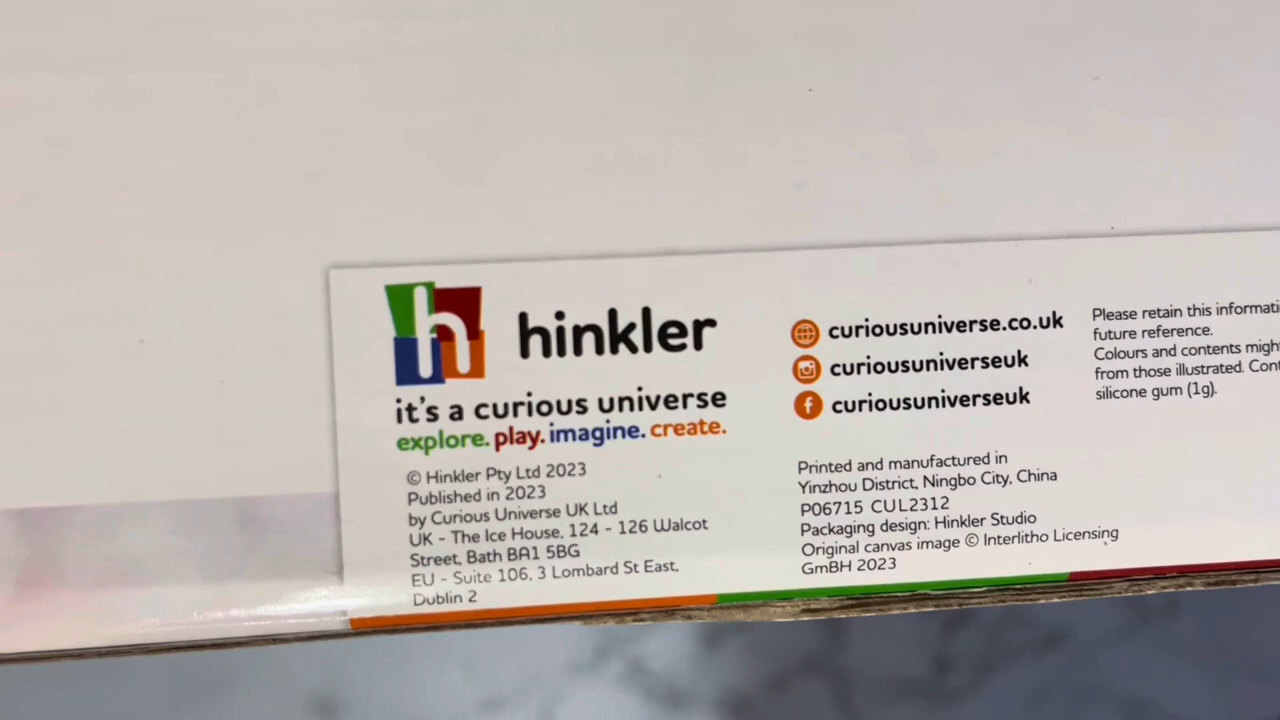 h hinkler
it's a curious universe
explore. play. imagine. create.
© Hinkler Pty Ltd 2023
Published in 2023
by Curious Universe UK Ltd
UK - The Ice House, 124 - 126 Walcot
Street, Bath BA1 5BG
EU - Suite 106, 3 Lombard St East,
Dublin 2
curiousuniverse.co.uk
curiousuniverseuk
f curiousuniverseuk
Printed and manufactured in
Yinzhou District, Ningbo City, China
P06715 CUL2312
Packaging design: Hinkler Studio
Original canvas image © Interlitho Licensing
GmBH 2023
Please retain this
future reference.
Colours and contents
from those illustrated.
silicone gum (1g).